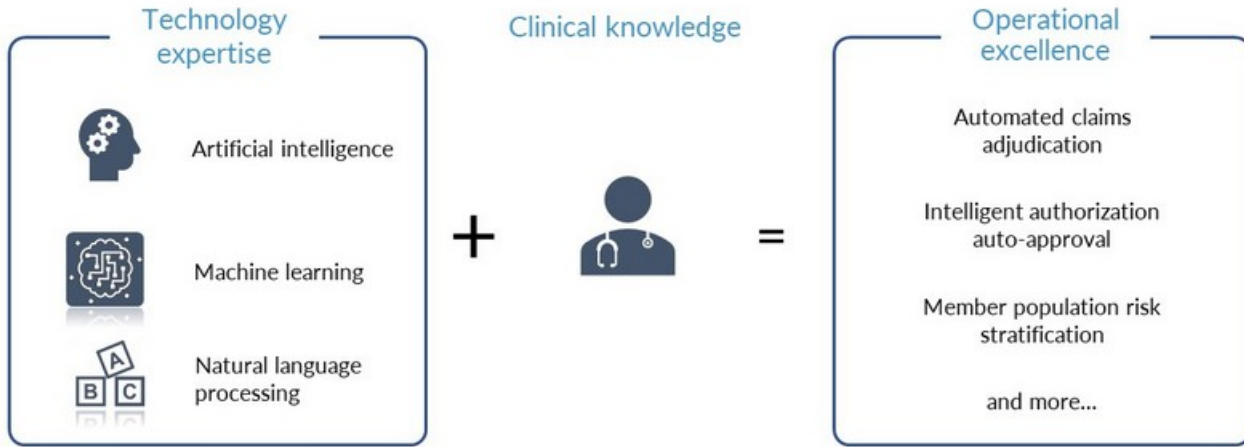 Technology
expertise
Artificial intelligence
Machine learning
A
B C
Natural language
processing
+
Clinical knowledge
=
Operational
excellence
Automated claims
adjudication
Intelligent authorization
auto-approval
Member population risk
stratification
and more...